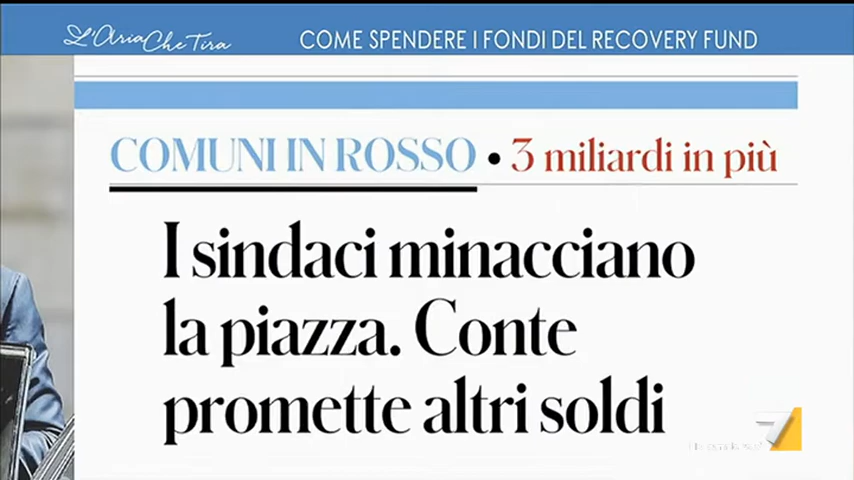 L'Aria Che Tira
COME SPENDERE I FONDI DEL RECOVERY FUND
COMUNI IN ROSSO • 3 miliardi in più
I sindaci minacciano
la piazza. Conte
promette altri soldi
7